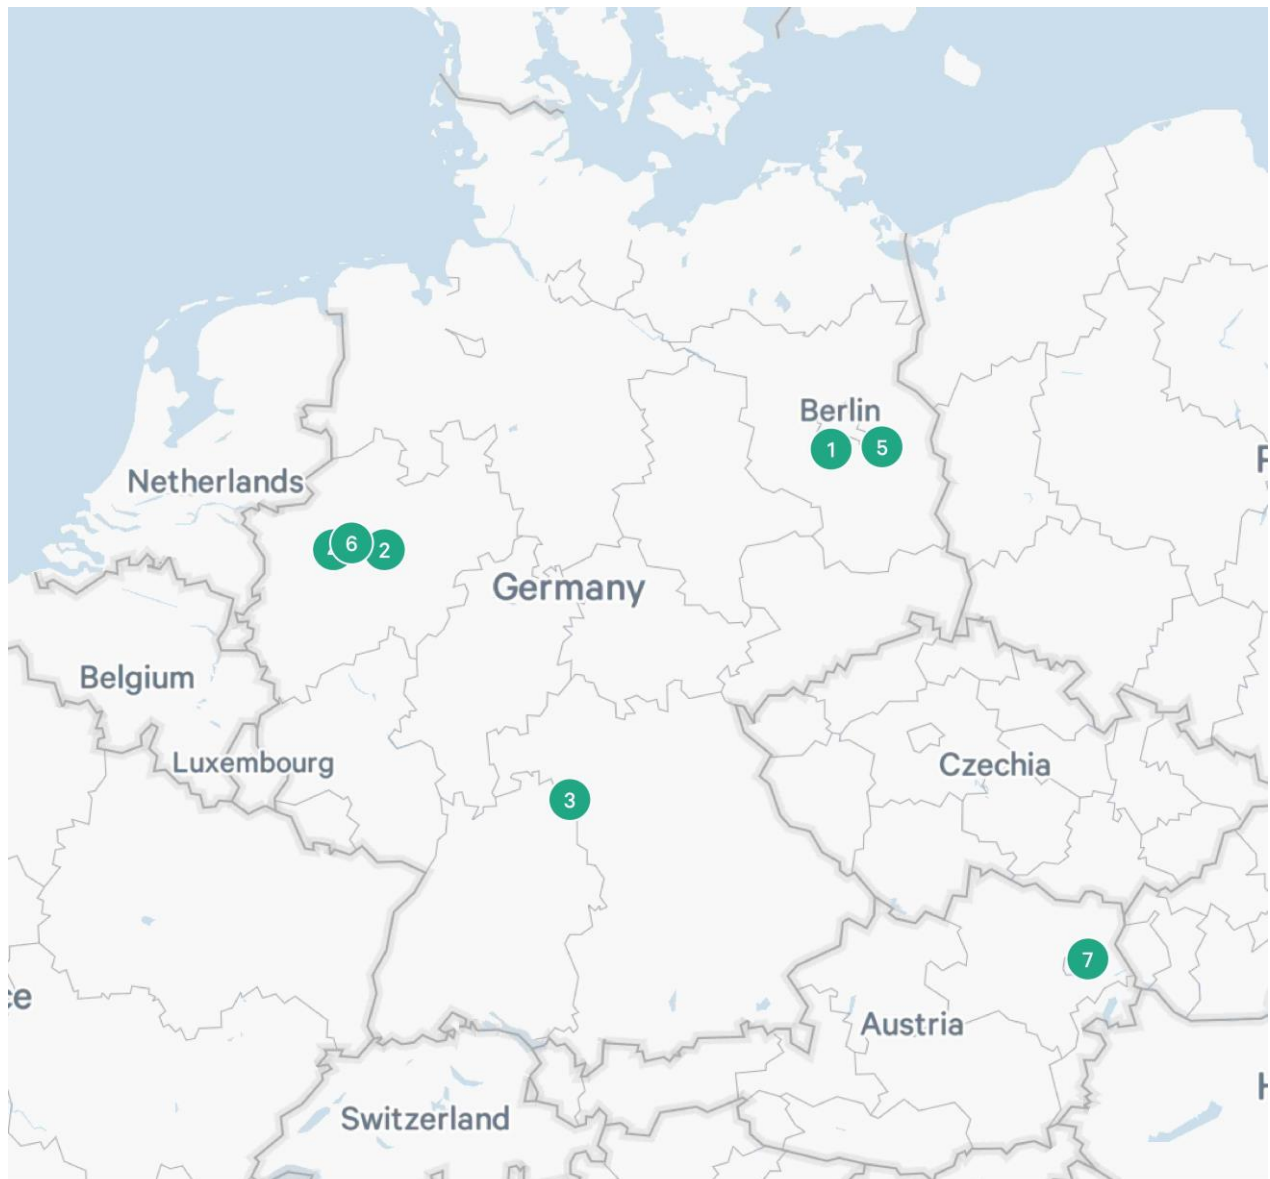 Berlin
1
5
Netherlands
6
2
Germany
Belgium
Luxembourg
Czechia
3
7
Austria
Switzerland